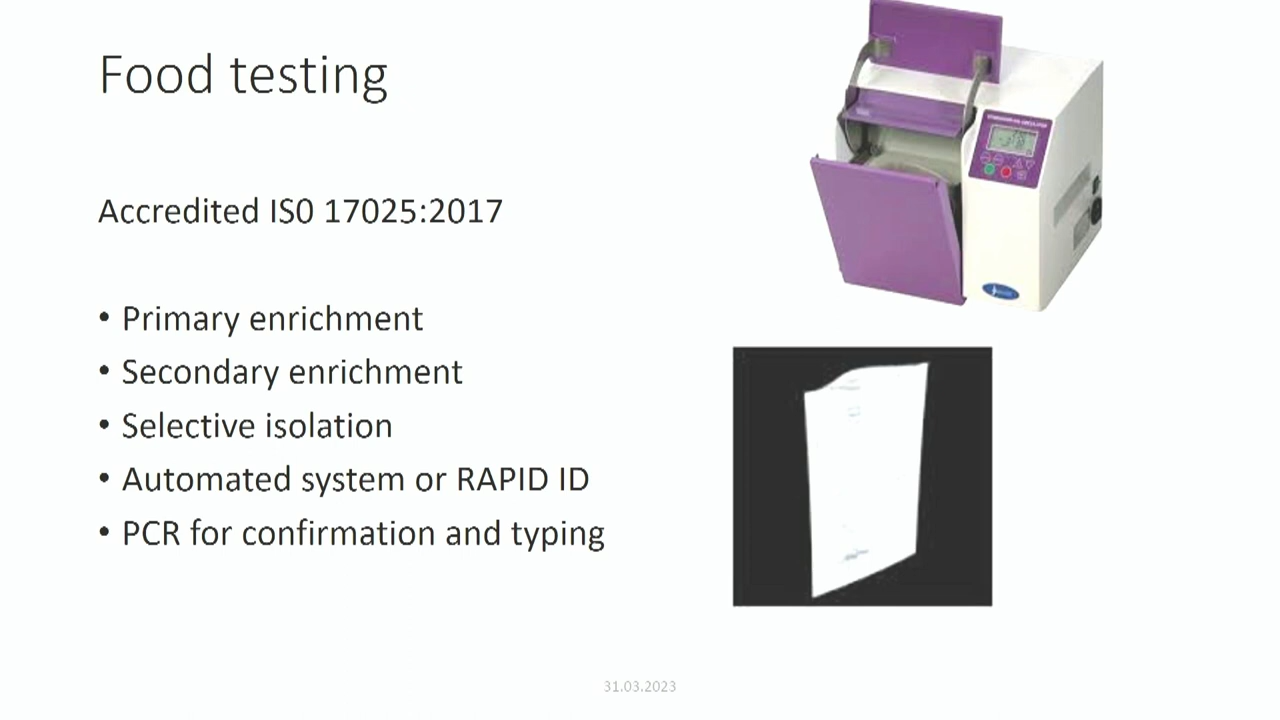 Food testing
Accredited IS0 17025:2017
• Primary enrichment
• Secondary enrichment
• Selective isolation
• Automated system or RAPID ID
• PCR for confirmation and typing
31.03.2023